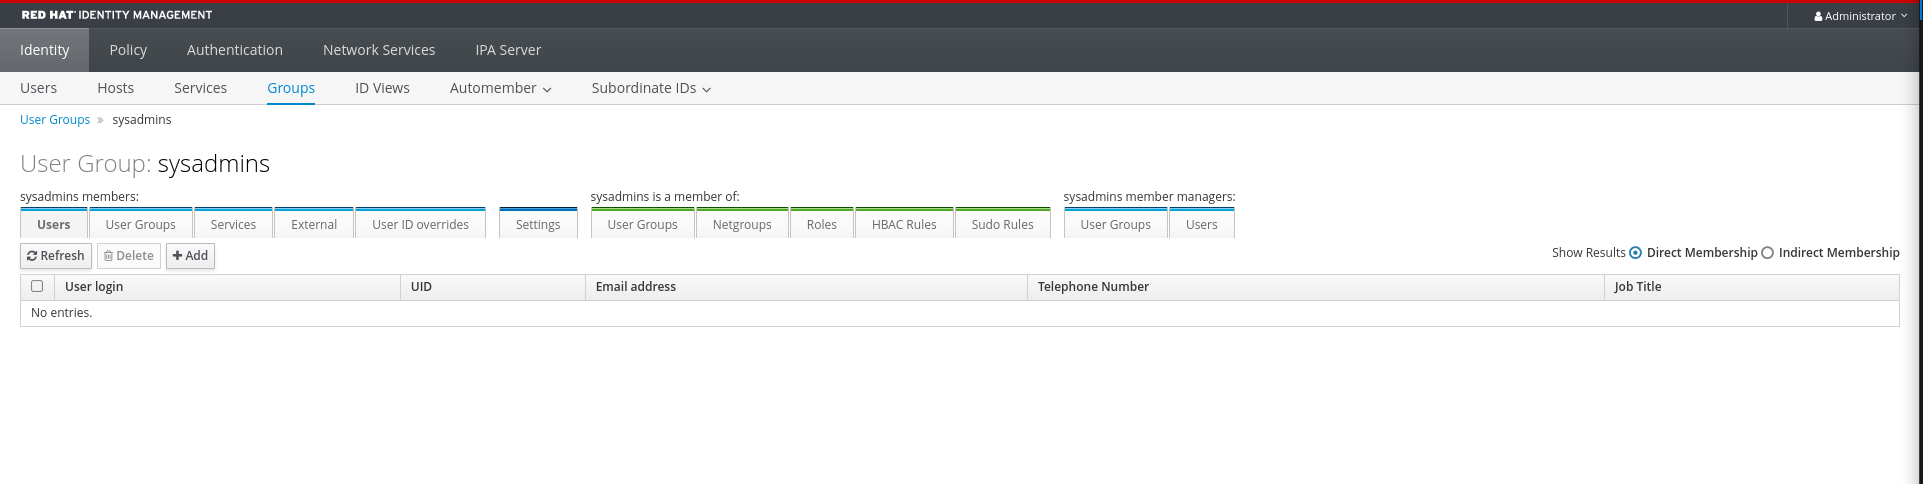 RED HAT IDENTITY MANAGEMENT Administrator
Identity Policy Authentication Network Services IPA Server
Users Hosts Services Groups ID Views Automember Subordinate IDs
User Groups » sysadmins
User Group: sysadmins
sysadmins members: sysadmins is a member of: sysadmins member managers:
Users User Groups Services External User ID overrides Settings User Groups Netgroups Roles HBAC Rules Sudo Rules User Groups Users
Refresh Delete Add Show Results Direct Membership Indirect Membership
User login UID Email address Telephone Number Job Title
No entries.